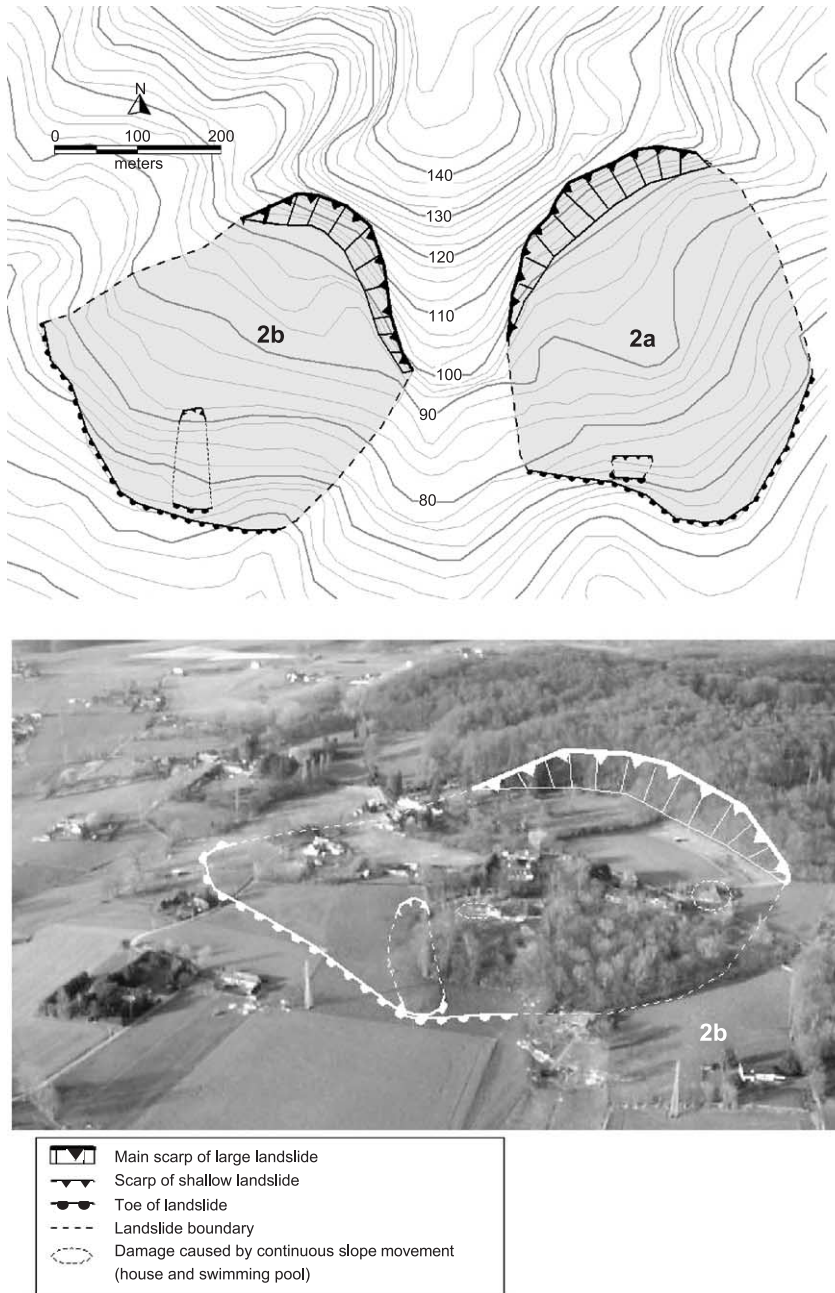 N
0 100 200
meters
140
130
120
110
100
90
80
2b
2a
2b
Main scarp of large landslide
Scarp of shallow landslide
Toe of landslide
Landslide boundary
Damage caused by continuous slope movement
(house and swimming pool)